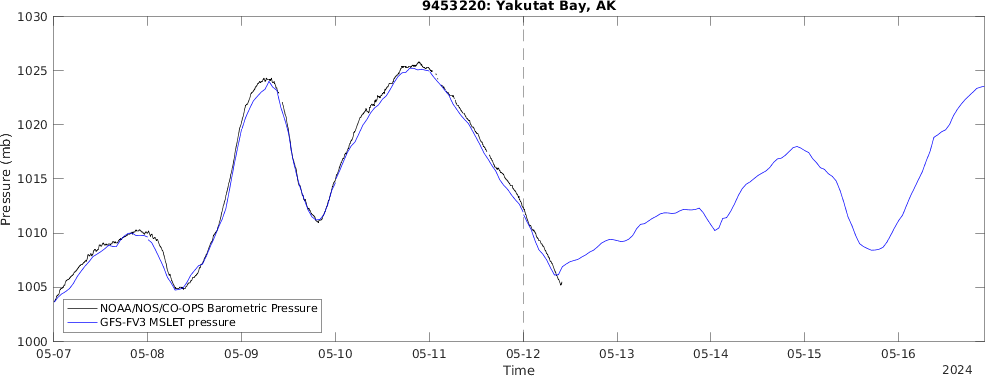 9453220: Yakutat Bay, AK
Pressure (mb)
1030
1025
1020
1015
1010
1005
1000
NOAA/NOS/CO-OPS Barometric Pressure
GFS-FV3 MSLET pressure
05-07 05-08 05-09 05-10 05-11 05-12 05-13 05-14 05-15 05-16
Time
2024